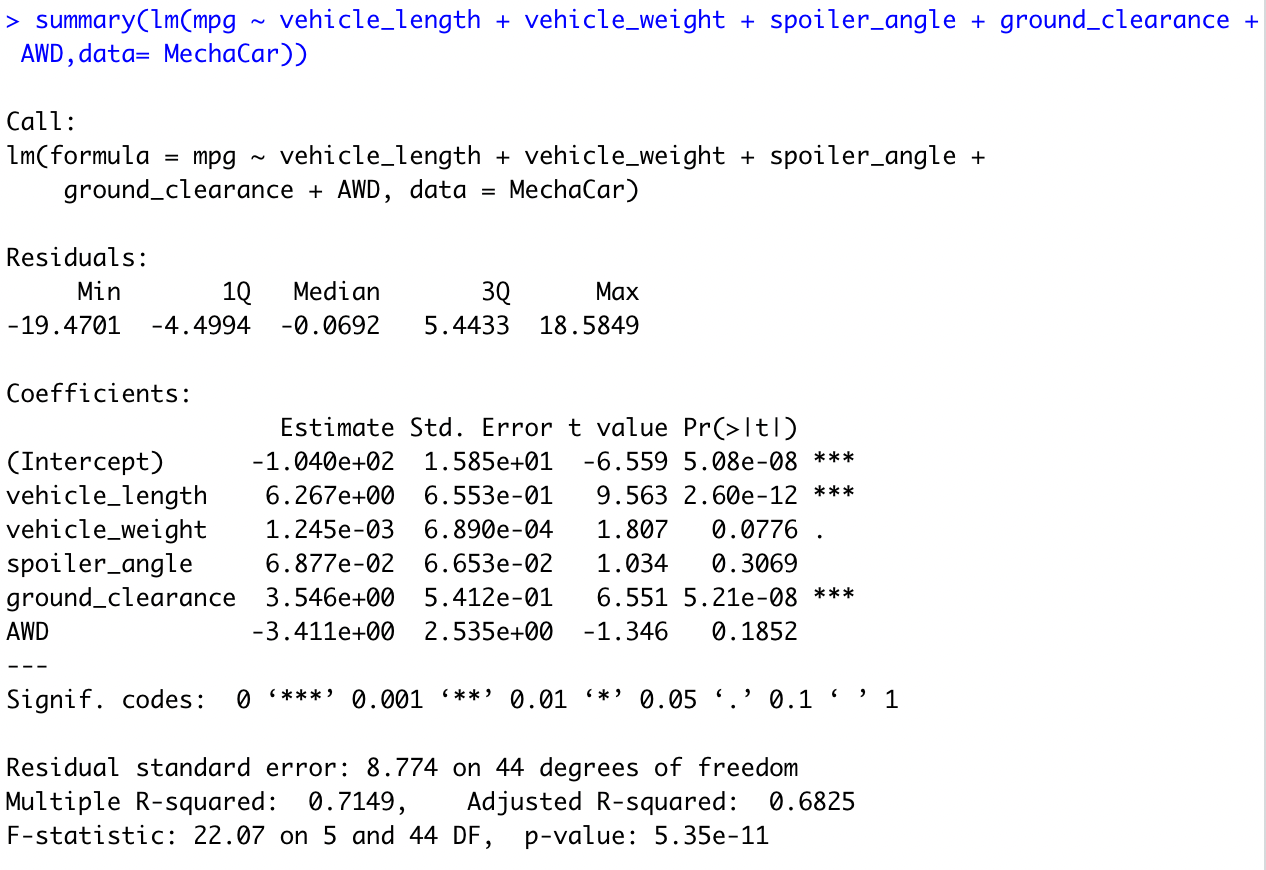 > summary(lm(mpg ~ vehicle_length + vehicle_weight + spoiler_angle + ground_clearance +
 AWD,data= MechaCar))
Call:
lm(formula = mpg ~ vehicle_length + vehicle_weight + spoiler_angle +
    ground_clearance + AWD, data = MechaCar)
Residuals:
     Min       1Q   Median       3Q      Max
-19.4701  -4.4994  -0.0692   5.4433  18.5849
Coefficients:
                   Estimate Std. Error t value Pr(>|t|)
(Intercept)      -1.040e+02  1.585e+01  -6.559 5.08e-08 ***
vehicle_length    6.267e+00  6.553e-01   9.563 2.60e-12 ***
vehicle_weight    1.245e-03  6.890e-04   1.807   0.0776 .
spoiler_angle     6.877e-02  6.653e-02   1.034   0.3069
ground_clearance  3.546e+00  5.412e-01   6.551 5.21e-08 ***
AWD              -3.411e+00  2.535e+00  -1.346   0.1852
---
Signif. codes:  0 ‘***’ 0.001 ‘**’ 0.01 ‘*’ 0.05 ‘.’ 0.1 ‘ ’ 1
Residual standard error: 8.774 on 44 degrees of freedom
Multiple R-squared:  0.7149,    Adjusted R-squared:  0.6825
F-statistic: 22.07 on 5 and 44 DF,  p-value: 5.35e-11